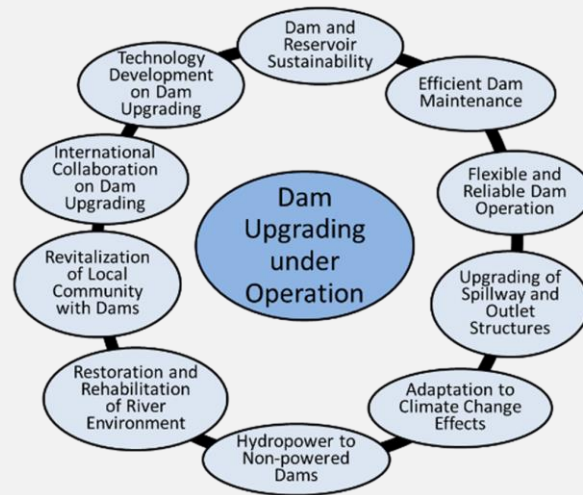 Dam and
Reservoir
Sustainability
Efficient Dam
Maintenance
Flexible and
Reliable Dam
Operation
Upgrading of
Spillway and
Outlet
Structures
Adaptation to
Climate Change
Effects
Hydropower to
Non-powered
Dams
Restoration and
Rehabilitation
of River
Environment
Revitalization
of Local
Community
with Dams
International
Collaboration
on Dam
Upgrading
Technology
Development
on Dam
Upgrading
Dam
Upgrading
under
Operation